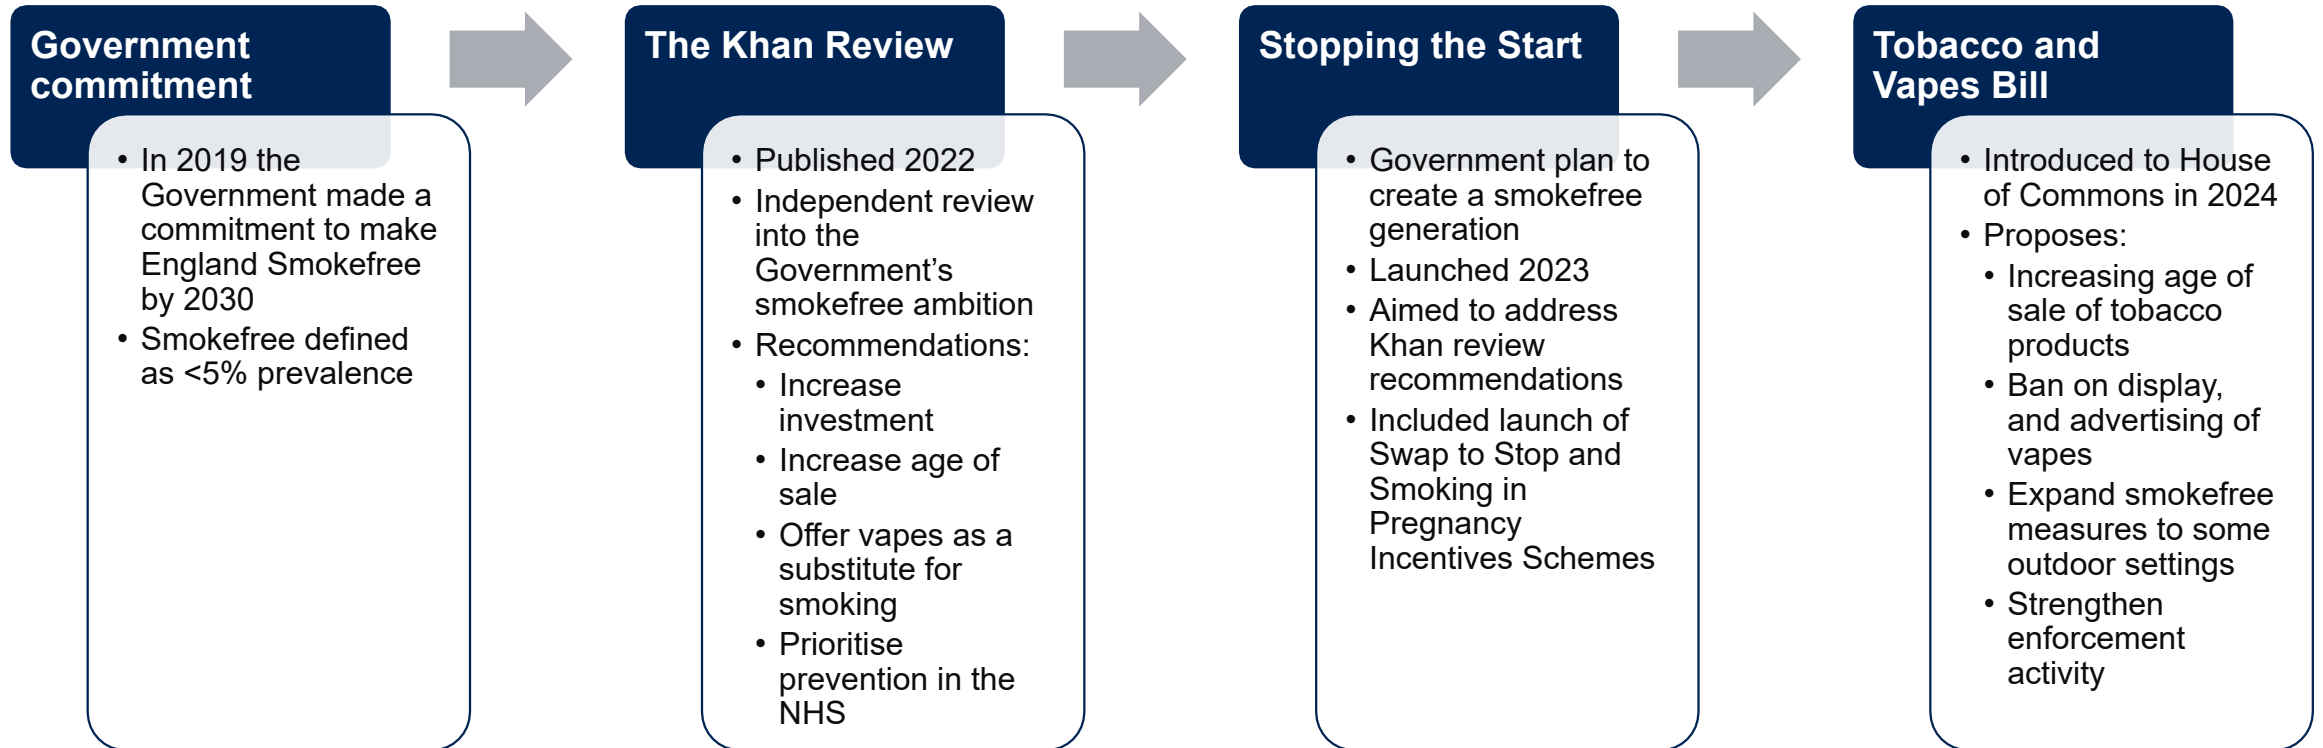 Government
commitment
• In 2019 the
Government made a
commitment to make
England Smokefree
by 2030
• Smokefree defined
as <5% prevalence
The Khan Review
• Published 2022
• Independent review
into the
Government’s
smokefree ambition
• Recommendations:
• Increase
investment
• Increase age of
sale
• Offer vapes as a
substitute for
smoking
• Prioritise
prevention in the
NHS
Stopping the Start
• Government plan to
create a smokefree
generation
• Launched 2023
• Aimed to address
Khan review
recommendations
• Included launch of
Swap to Stop and
Smoking in
Pregnancy
Incentives Schemes
Tobacco and
Vapes Bill
• Introduced to House
of Commons in 2024
• Proposes:
• Increasing age of
sale of tobacco
products
• Ban on display,
and advertising of
vapes
• Expand smokefree
measures to some
outdoor settings
• Strengthen
enforcement
activity